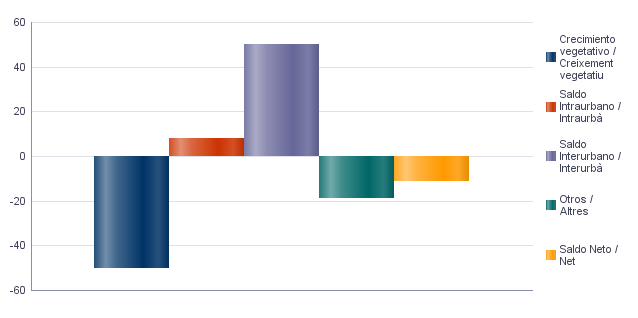 60
40
20
0
-20
-40
-60
Crecimiento
vegetativo /
Creixement
vegetatiu
Saldo
Intraurbano /
Intraurbà
Saldo
Interurbano /
Interurbà
Otros /
Altres
Saldo Neto /
Net